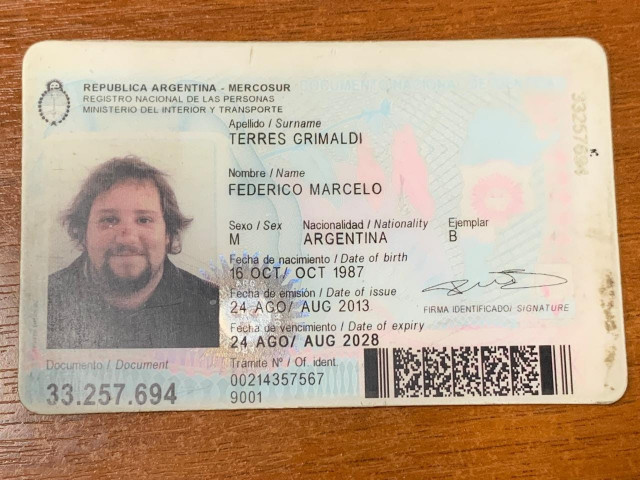 REPUBLICA ARGENTINA - MERCOSUR
REGISTRO NACIONAL DE LAS PERSONAS
MINISTERIO DEL INTERIOR Y TRANSPORTE
Apellido / Surname
TERRES GRIMALDI
Nombre / Name
FEDERICO MARCELO
Sexo / Sex Nacionalidad / Nationality Ejemplar
M ARGENTINA B
Fecha de nacimiento / Date of birth
16 OCT/ OCT 1987
Fecha de emisión / Date of issue
24 AGO/ AUG 2013
FIRMA IDENTIFICADO/ SIGNATURE
Fecha de vencimiento / Date of expiry
24 AGO/ AUG 2028
Documento / Document
33.257.694
Trámite Nº / Of. ident.
00214357567
9001
33257694